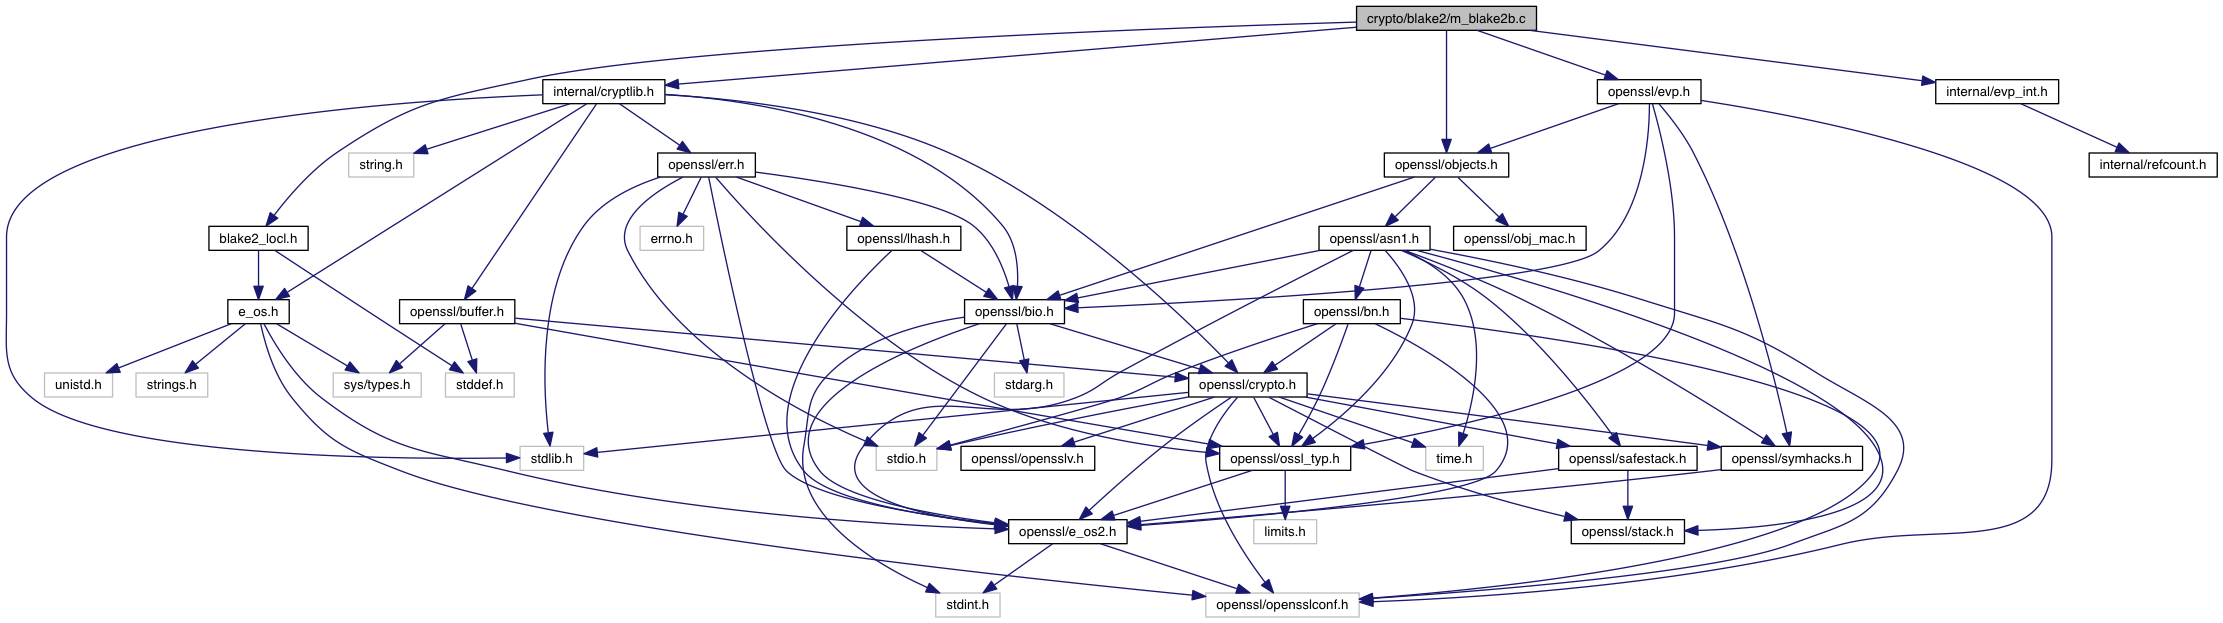 crypto/blake2/m_blake2b.c
internal/cryptlib.h
openssl/evp.h
internal/evp_int.h
string.h
openssl/err.h
openssl/objects.h
internal/refcount.h
blake2_locl.h
errno.h
openssl/lhash.h
openssl/asn1.h
openssl/obj_mac.h
e_os.h
openssl/buffer.h
openssl/bio.h
openssl/bn.h
unistd.h
strings.h
sys/types.h
stddef.h
stdarg.h
openssl/crypto.h
stdlib.h
stdio.h
openssl/opensslv.h
openssl/ossl_typ.h
time.h
openssl/safestack.h
openssl/symhacks.h
openssl/e_os2.h
limits.h
openssl/stack.h
stdint.h
openssl/opensslconf.h